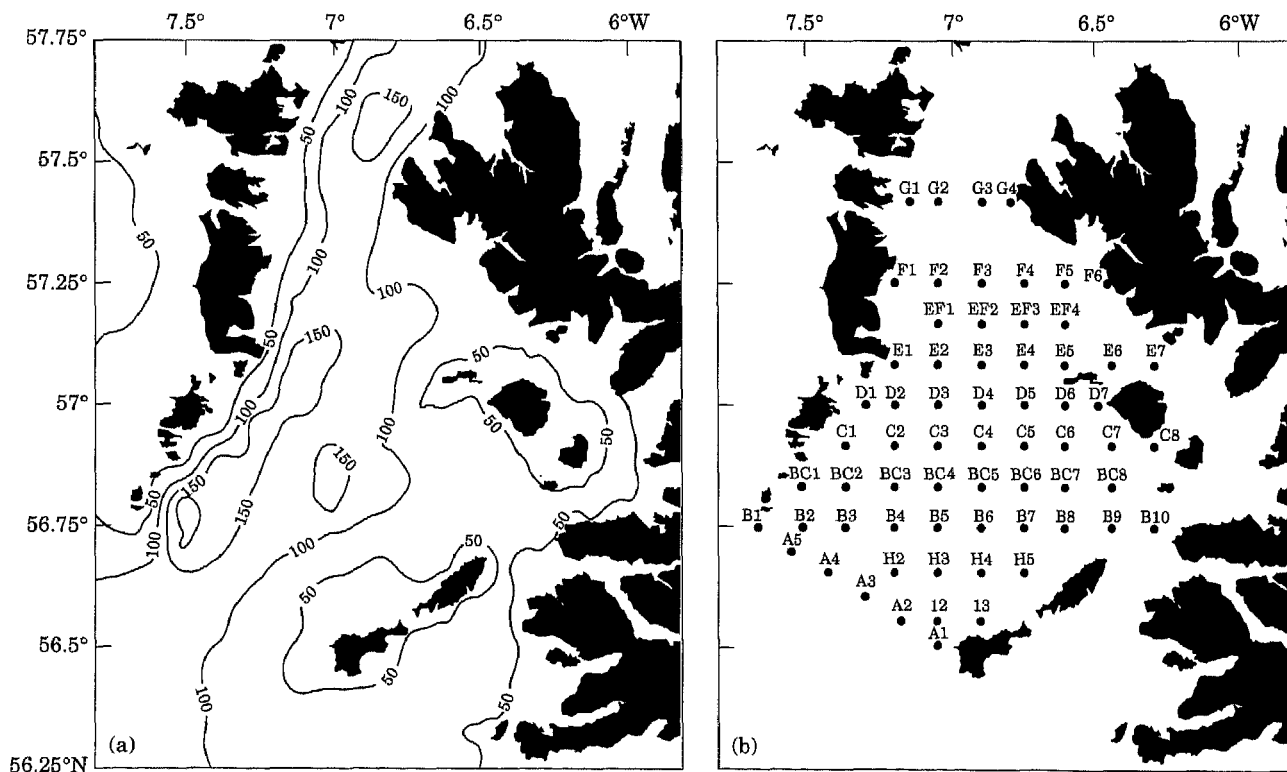 7.5° 7° 6.5° 6°W 7.5° 7° 6.5° 6°W
57.75°
57.5°
57.25°
57°
56.75°
56.5°
56.25°N
50
100
150
100
50
50
100
100
150
50
100
150
100
50
50
50
150
150
50
100
100
50
50
50
100
50
50
(a)
G1 G2 G3 G4
F1 F2 F3 F4 F5 F6
EF1 EF2 EF3 EF4
E1 E2 E3 E4 E5 E6 E7
D1 D2 D3 D4 D5 D6 D7
C1 C2 C3 C4 C5 C6 C7 C8
BC1 BC2 BC3 BC4 BC5 BC6 BC7 BC8
B1 B2 B3 B4 B5 B6 B7 B8 B9 B10
A5
A4 H2 H3 H4 H5
A3
A2 12 13
A1
(b)